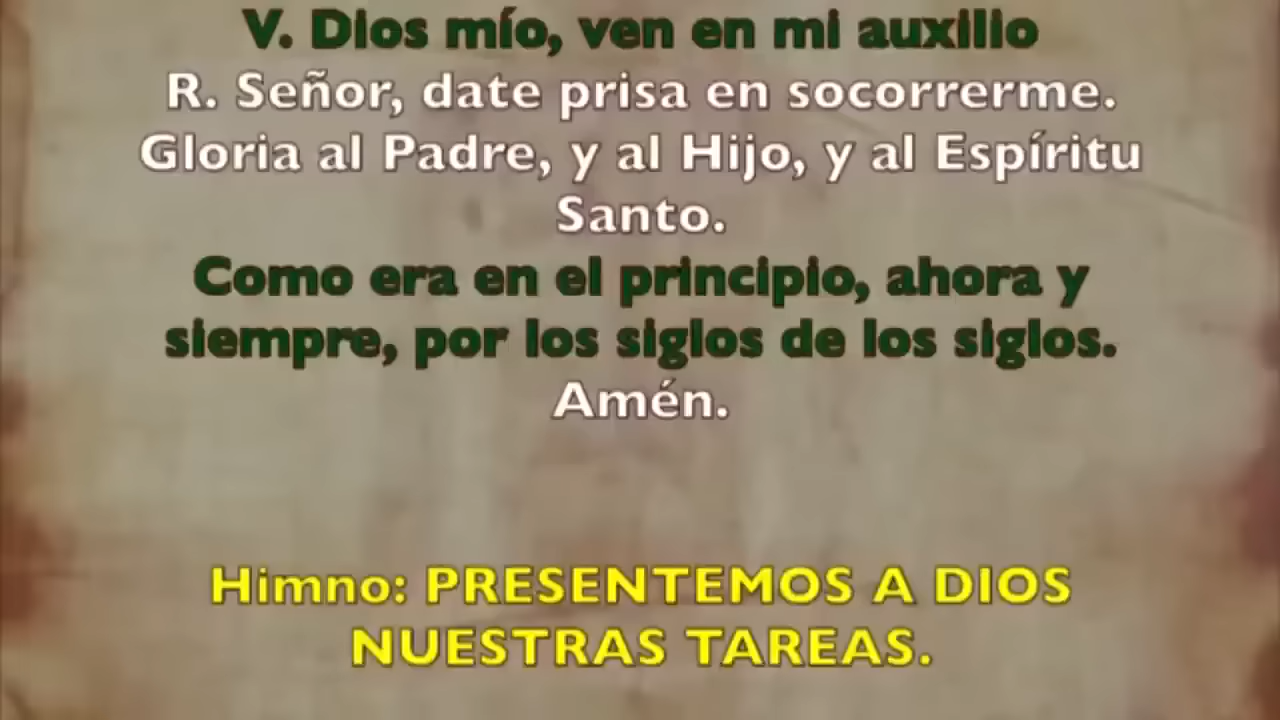 V. Dios mío, ven en mi auxilio
R. Señor, date prisa en socorrerme.
Gloria al Padre, y al Hijo, y al Espíritu
Santo.
Como era en el principio, ahora y
siempre, por los siglos de los siglos.
Amén.
Himno: PRESENTEMOS A DIOS
NUESTRAS TAREAS.